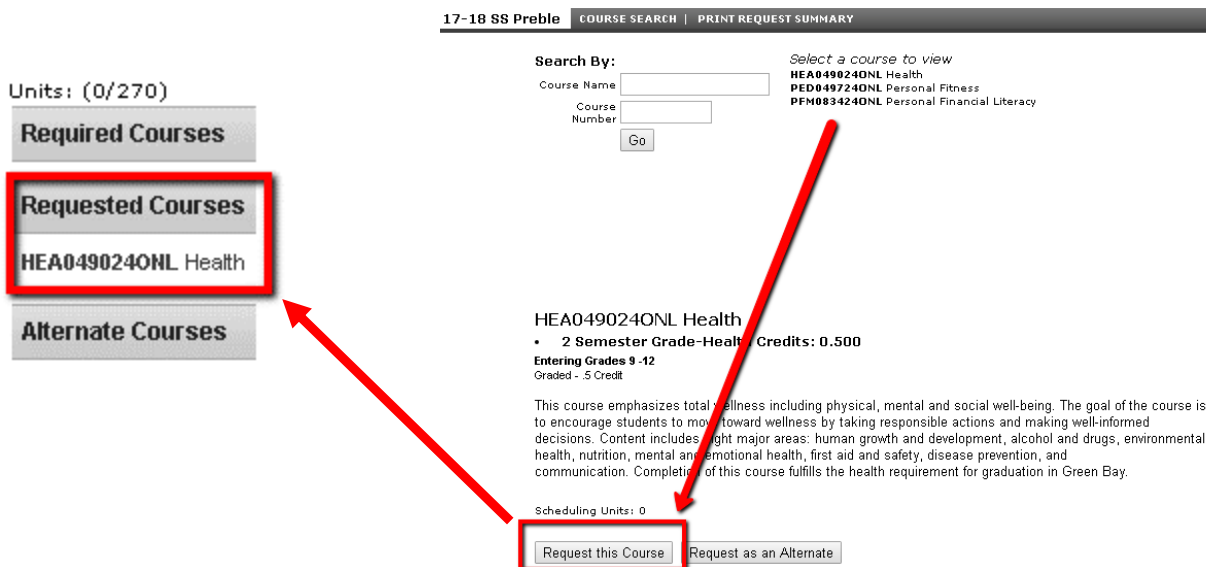 17-18 SS Preble COURSE SEARCH | PRINT REQUEST SUMMARY
Units: (0/270)
Required Courses
Requested Courses
HEA049024ONL Health
Alternate Courses
Search By:
Course Name
Course Number
Go
Select a course to view
HEA049024ONL Health
PED049724ONL Personal Fitness
PFM083424ONL Personal Financial Literacy
HEA049024ONL Health
• 2 Semester Grade-Health Credits: 0.500
Entering Grades 9 -12
Graded - .5 Credit
This course emphasizes total wellness including physical, mental and social well-being. The goal of the course is
to encourage students to move toward wellness by taking responsible actions and making well-informed
decisions. Content includes eight major areas: human growth and development, alcohol and drugs, environmental
health, nutrition, mental and emotional health, first aid and safety, disease prevention, and
communication. Completion of this course fulfills the health requirement for graduation in Green Bay.
Scheduling Units: 0
Request this Course Request as an Alternate